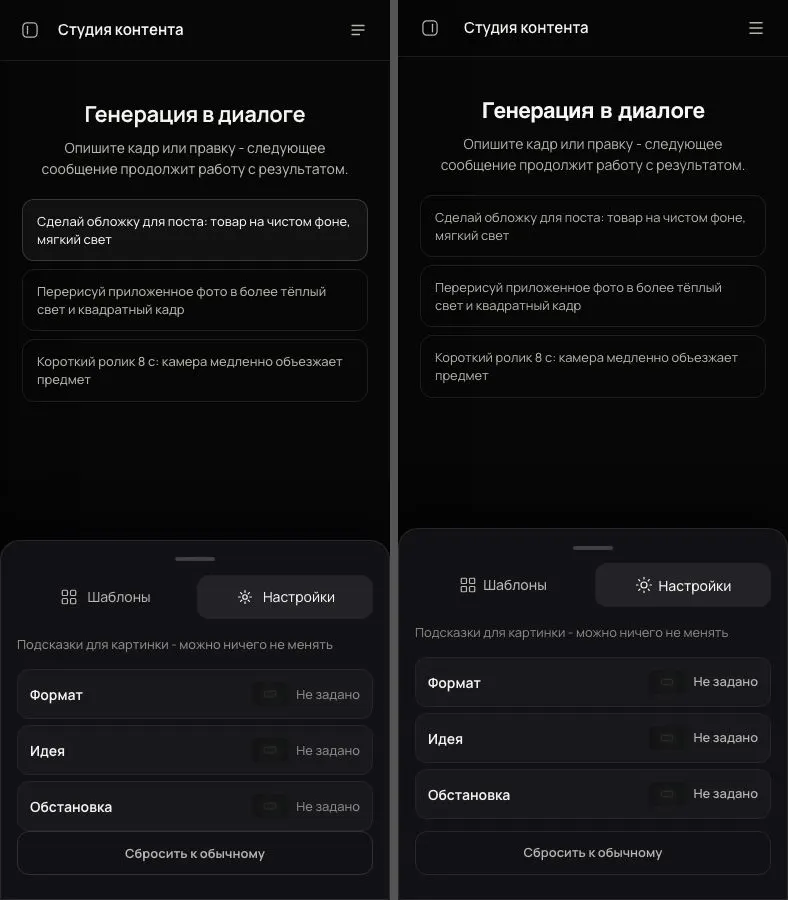 Студия контента
Генерация в диалоге
Опишите кадр или правку - следующее
сообщение продолжит работу с результатом.
Сделай обложку для поста: товар на чистом фоне,
мягкий свет
Перерисуй приложенное фото в более тёплый
свет и квадратный кадр
Короткий ролик 8 с: камера медленно объезжает
предмет
Шаблоны
Настройки
Подсказки для картинки - можно ничего не менять
Формат
Не задано
Идея
Не задано
Обстановка
Не задано
Сбросить к обычному
Студия контента
Генерация в диалоге
Опишите кадр или правку - следующее
сообщение продолжит работу с результатом.
Сделай обложку для поста: товар на чистом фоне,
мягкий свет
Перерисуй приложенное фото в более тёплый
свет и квадратный кадр
Короткий ролик 8 с: камера медленно объезжает
предмет
Шаблоны
Настройки
Подсказки для картинки - можно ничего не менять
Формат
Не задано
Идея
Не задано
Обстановка
Не задано
Сбросить к обычному